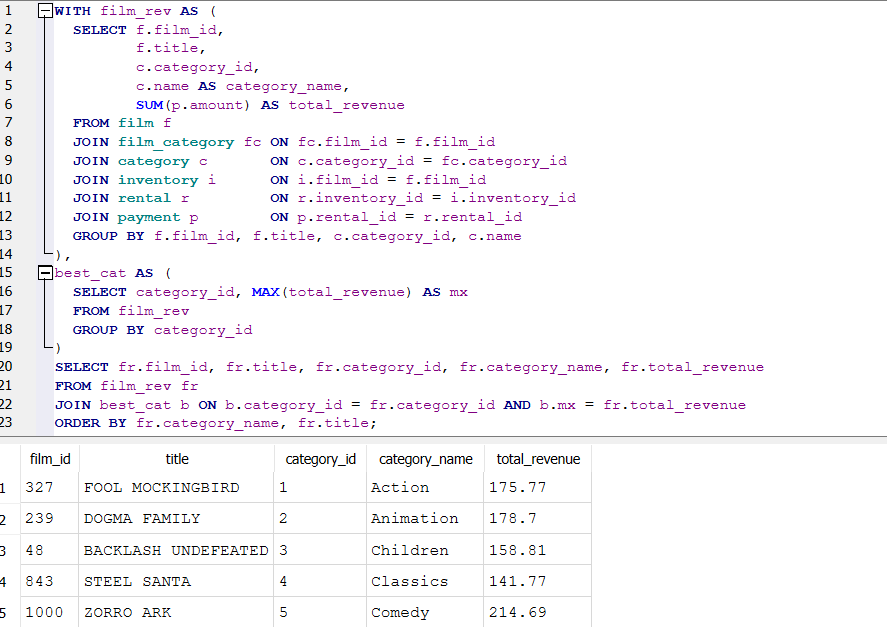 1 WITH film_rev AS (
2 SELECT f.film_id,
3 f.title,
4 c.category_id,
5 c.name AS category_name,
6 SUM(p.amount) AS total_revenue
7 FROM film f
8 JOIN film_category fc ON fc.film_id = f.film_id
9 JOIN category c ON c.category_id = fc.category_id
10 JOIN inventory i ON i.film_id = f.film_id
11 JOIN rental r ON r.inventory_id = i.inventory_id
12 JOIN payment p ON p.rental_id = r.rental_id
13 GROUP BY f.film_id, f.title, c.category_id, c.name
14 ),
15 best_cat AS (
16 SELECT category_id, MAX(total_revenue) AS mx
17 FROM film_rev
18 GROUP BY category_id
19 )
20 SELECT fr.film_id, fr.title, fr.category_id, fr.category_name, fr.total_revenue
21 FROM film_rev fr
22 JOIN best_cat b ON b.category_id = fr.category_id AND b.mx = fr.total_revenue
23 ORDER BY fr.category_name, fr.title;
film_id title category_id category_name total_revenue
1 327 FOOL MOCKINGBIRD 1 Action 175.77
2 239 DOGMA FAMILY 2 Animation 178.7
3 48 BACKLASH UNDEFEATED 3 Children 158.81
4 843 STEEL SANTA 4 Classics 141.77
5 1000 ZORRO ARK 5 Comedy 214.69